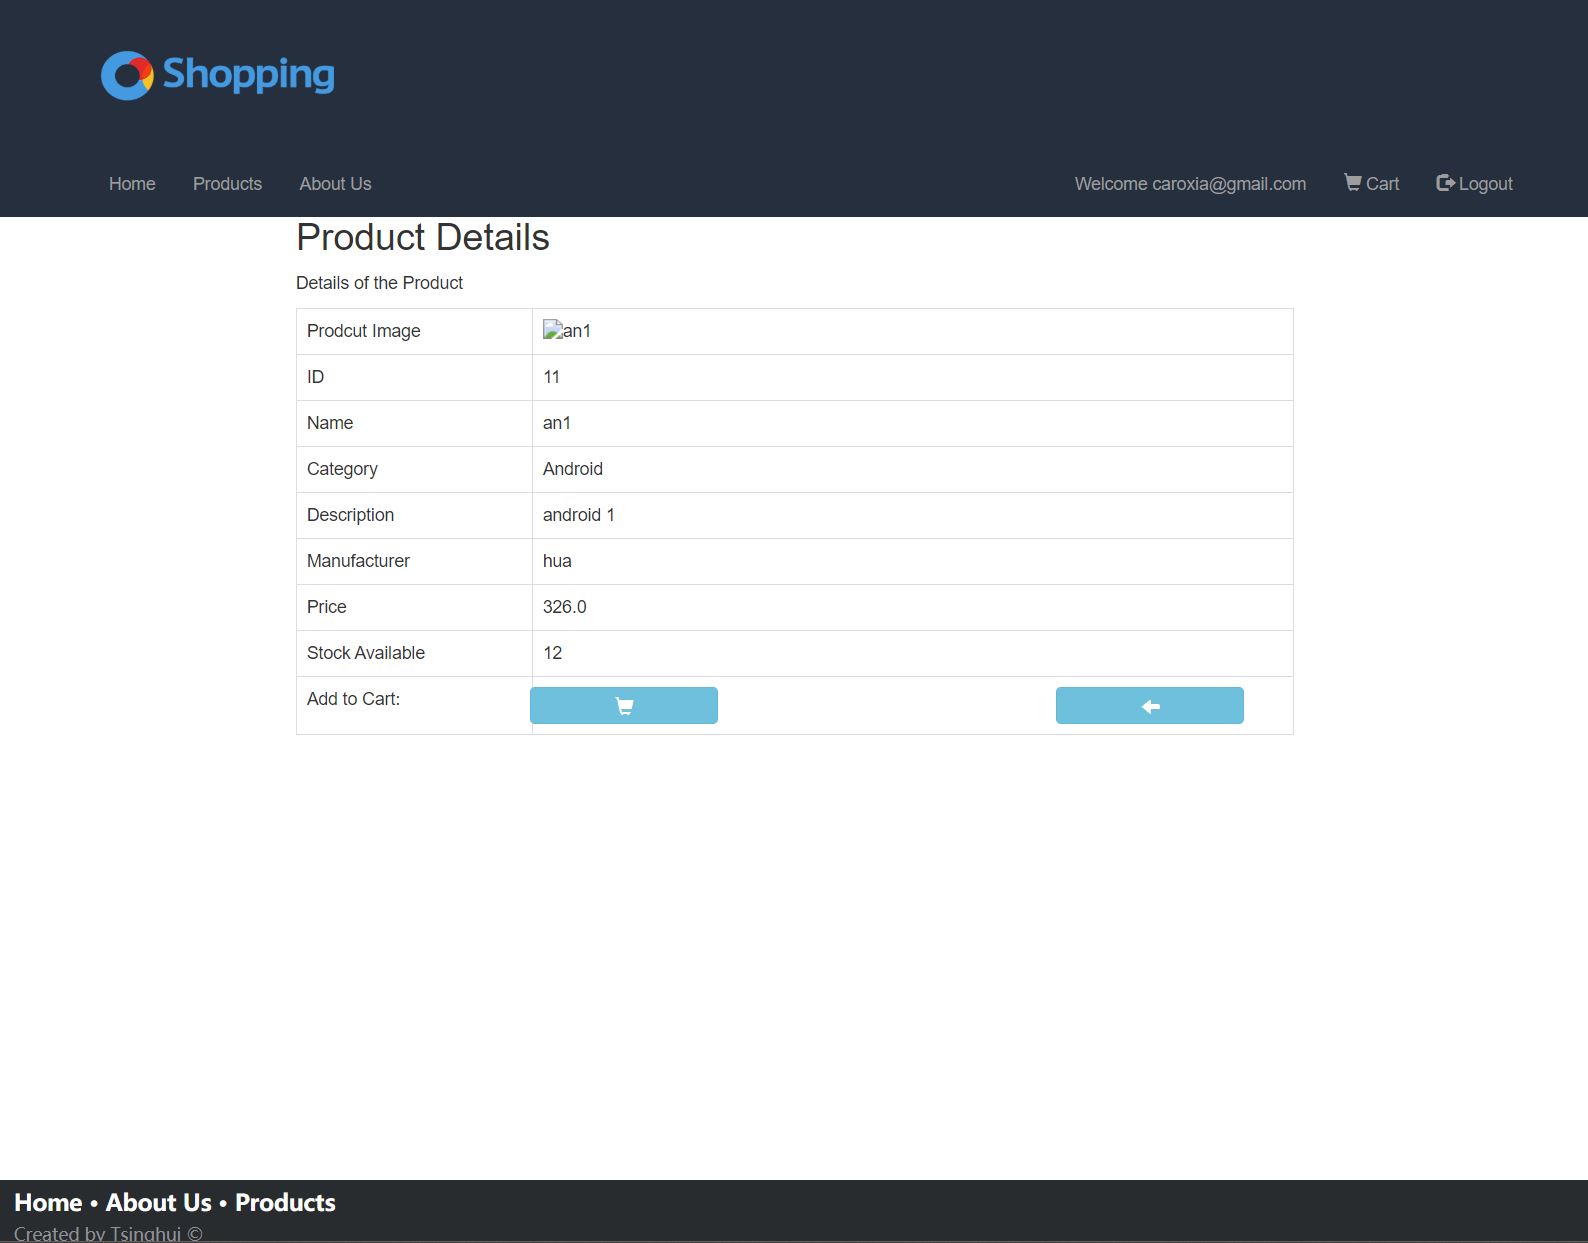 Shopping
Home Products About Us Welcome caroxia@gmail.com Cart Logout
Product Details
Details of the Product
Prodcut Image an1
ID 11
Name an1
Category Android
Description android 1
Manufacturer hua
Price 326.0
Stock Available 12
Add to Cart:
Home • About Us • Products
Created by Tsinghui ©